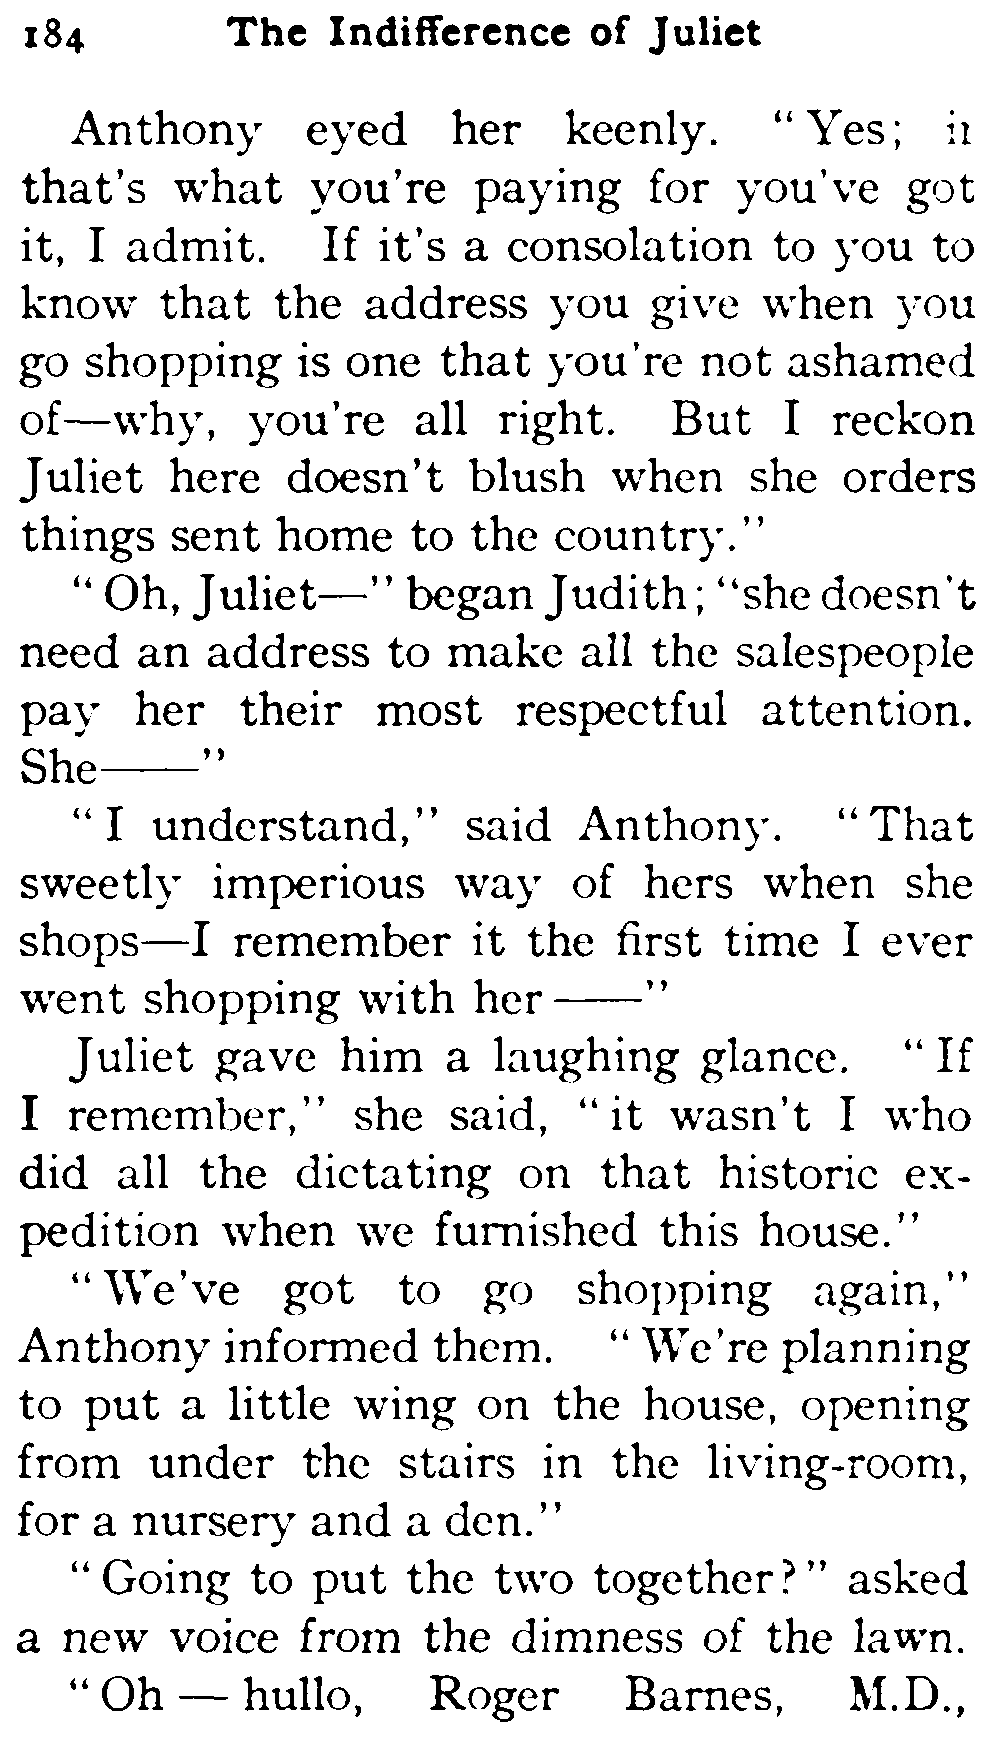 184 The Indifference of Juliet
Anthony eyed her keenly. "Yes; if
that's what you're paying for you've got
it, I admit. If it's a consolation to you to
know that the address you give when you
go shopping is one that you're not ashamed
of—why, you're all right. But I reckon
Juliet here doesn't blush when she orders
things sent home to the country."
"Oh, Juliet—" began Judith; "she doesn't
need an address to make all the salespeople
pay her their most respectful attention.
She——"
"I understand," said Anthony. "That
sweetly imperious way of hers when she
shops—I remember it the first time I ever
went shopping with her——"
Juliet gave him a laughing glance. "If
I remember," she said, "it wasn't I who
did all the dictating on that historic ex-
pedition when we furnished this house."
"We've got to go shopping again,"
Anthony informed them. "We're planning
to put a little wing on the house, opening
from under the stairs in the living-room,
for a nursery and a den."
"Going to put the two together?" asked
a new voice from the dimness of the lawn.
"Oh — hullo, Roger Barnes, M.D.,